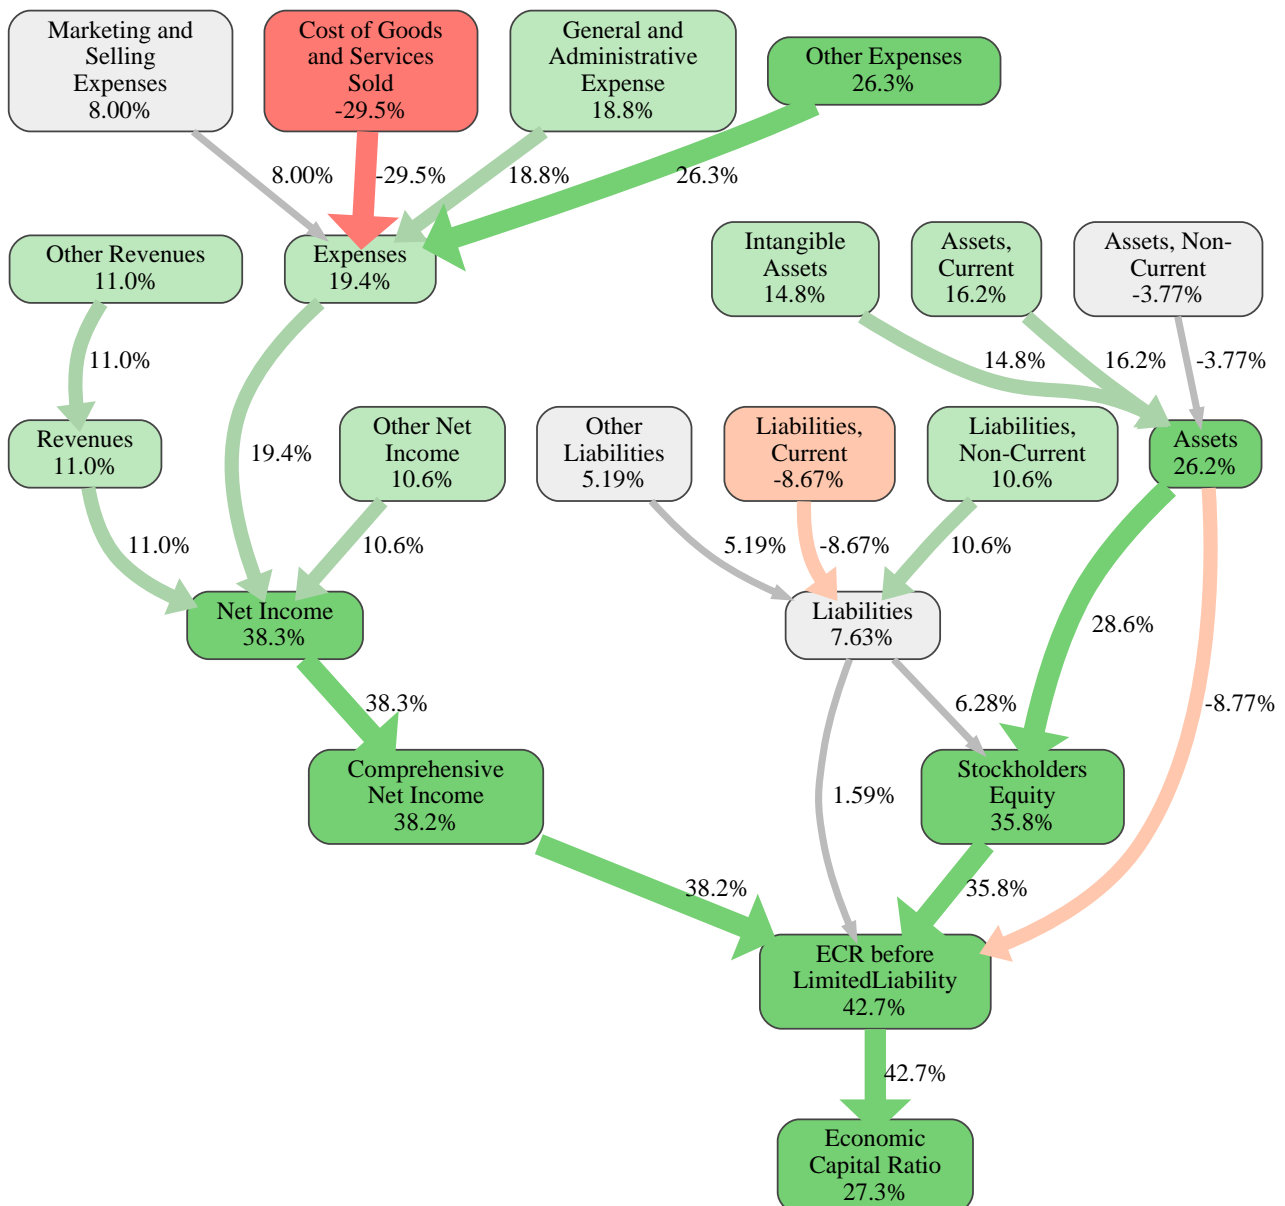 Marketing and
Selling
Expenses
8.00%
Cost of Goods
and Services
Sold
-29.5%
General and
Administrative
Expense
18.8%
Other Expenses
26.3%
8.00%
-29.5%
18.8%
26.3%
Other Revenues
11.0%
Expenses
19.4%
Intangible
Assets
14.8%
Assets,
Current
16.2%
Assets, Non-
Current
-3.77%
11.0%
14.8%
16.2%
-3.77%
Revenues
11.0%
19.4%
Other Net
Income
10.6%
Other
Liabilities
5.19%
Liabilities,
Current
-8.67%
Liabilities,
Non-Current
10.6%
Assets
26.2%
11.0%
10.6%
5.19%
-8.67%
10.6%
Net Income
38.3%
Liabilities
7.63%
28.6%
38.3%
6.28%
-8.77%
Comprehensive
Net Income
38.2%
1.59%
Stockholders
Equity
35.8%
38.2%
35.8%
ECR before
LimitedLiability
42.7%
42.7%
Economic
Capital Ratio
27.3%